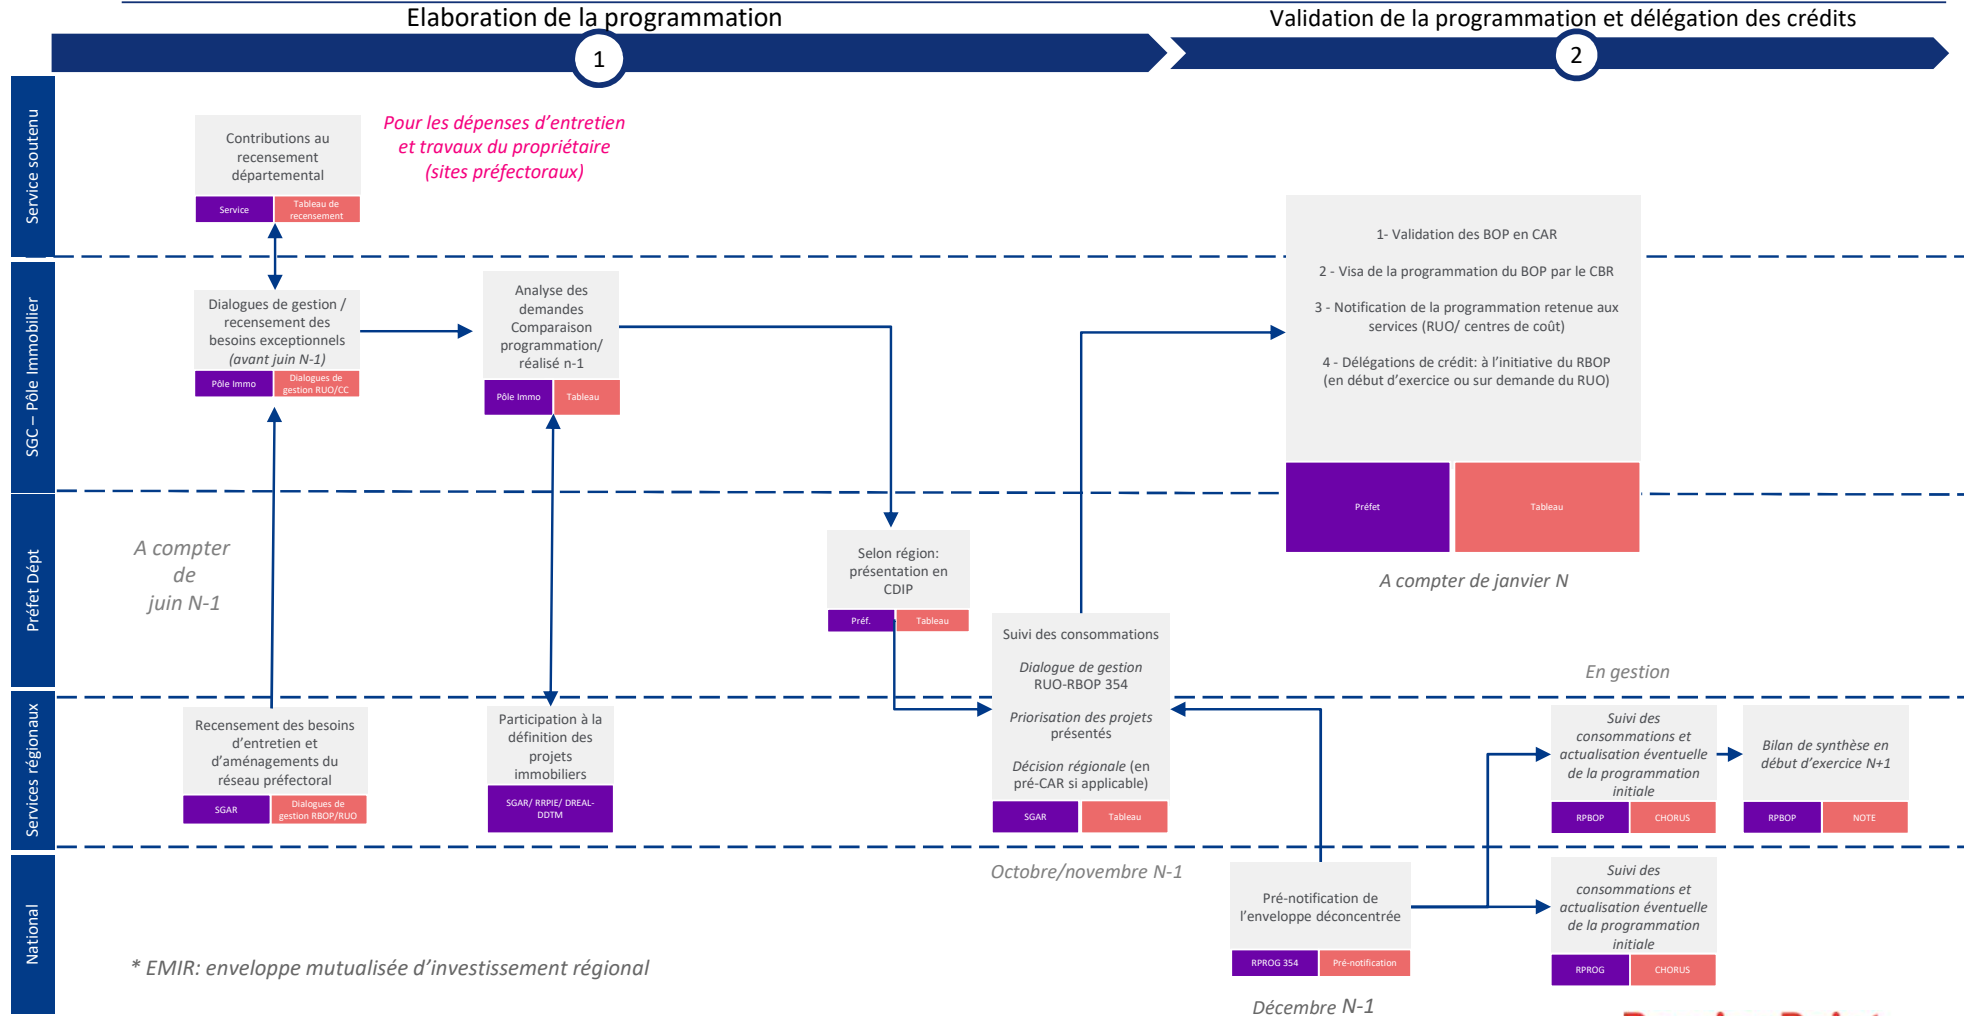 Elaboration de la programmation
Validation de la programmation et délégation des crédits
1
2
Service soutenu
Contributions au
recensement
départemental
Service
Tableau de
recensement
Pour les dépenses d’entretien
et travaux du propriétaire
(sites préfectoraux)
SGC – Pôle Immobilier
Dialogues de gestion /
recensement des
besoins exceptionnels
(avant juin N-1)
Pôle Immo
Dialogues de
gestion RUO/CC
Analyse des
demandes
Comparaison
programmation/
réalisé n-1
Pôle Immo
Tableau
1- Validation des BOP en CAR
2 - Visa de la programmation du BOP par le CBR
3 - Notification de la programmation retenue aux
services (RUO/ centres de coût)
4 - Délégations de crédit: à l’initiative du RBOP
(en début d’exercice ou sur demande du RUO)
Préfet
Tableau
A compter de janvier N
Préfet Dépt
A compter
de
juin N-1
Selon région:
présentation en
CDIP
Préf.
Tableau
Suivi des consommations
Dialogue de gestion
RUO-RBOP 354
Priorisation des projets
présentés
Décision régionale (en
pré-CAR si applicable)
SGAR
Tableau
Octobre/novembre N-1
En gestion
Services régionaux
Recensement des besoins
d’entretien et
d’aménagements du
réseau préfectoral
SGAR
Dialogues de
gestion RBOP/RUO
Participation à la
définition des
projets
immobiliers
SGAR/ RRPIE/ DREAL-
DDTM
Suivi des
consommations et
actualisation éventuelle
de la programmation
initiale
RPBOP
CHORUS
Bilan de synthèse en
début d’exercice N+1
RPBOP
NOTE
National
Pré-notification de
l’enveloppe déconcentrée
RPROG 354
Pré-notification
Décembre N-1
Suivi des
consommations et
actualisation éventuelle
de la programmation
initiale
RPROG
CHORUS
* EMIR: enveloppe mutualisée d’investissement régional